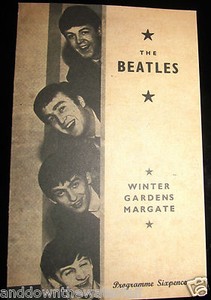 THE
BEATLES
WINTER
GARDENS
MARGATE
Programme Sixpence